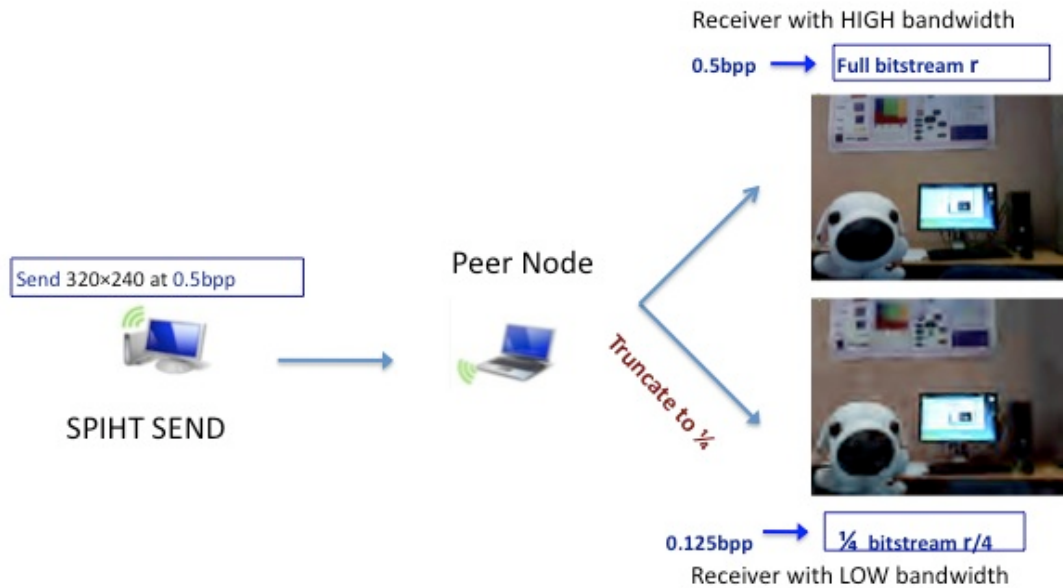 Receiver with HIGH bandwidth
0.5bpp
Full bitstream r
Peer Node
Send 320×240 at 0.5bpp
SPIHT SEND
Truncate to ¼
0.125bpp
¼ bitstream r/4
Receiver with LOW bandwidth